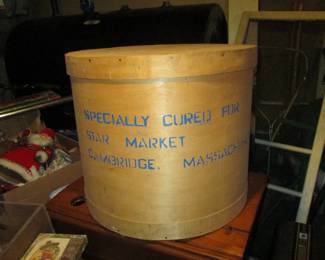 SPECIALLY CURED FOR
STAR MARKET
CAMBRIDGE, MASSACH